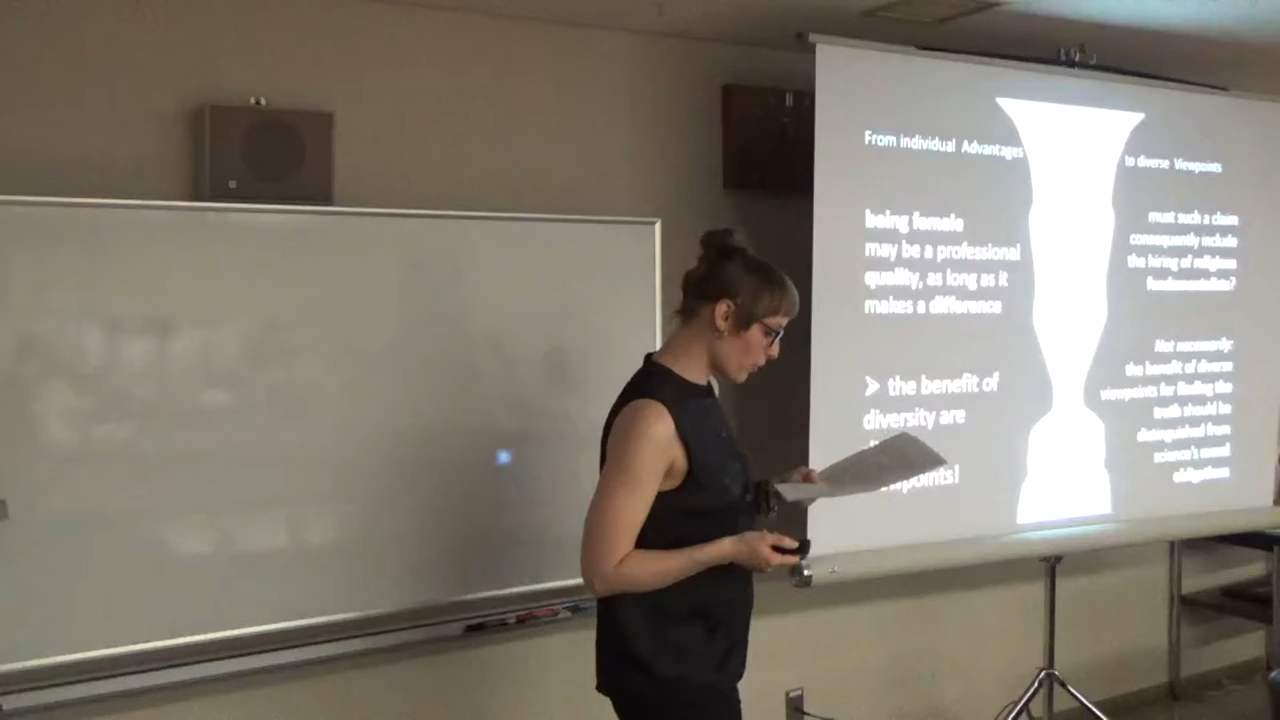 From individual Advantages
to diverse Viewpoints
being female
may be a professional
quality, as long as it
makes a difference
➢ the benefit of
diversity are
must such a claim
consequently include
the hiring of religious
fundamentalists?
Not necessarily:
the benefit of diverse
viewpoints for finding the
truth should be
distinguished from
science's moral
obligations